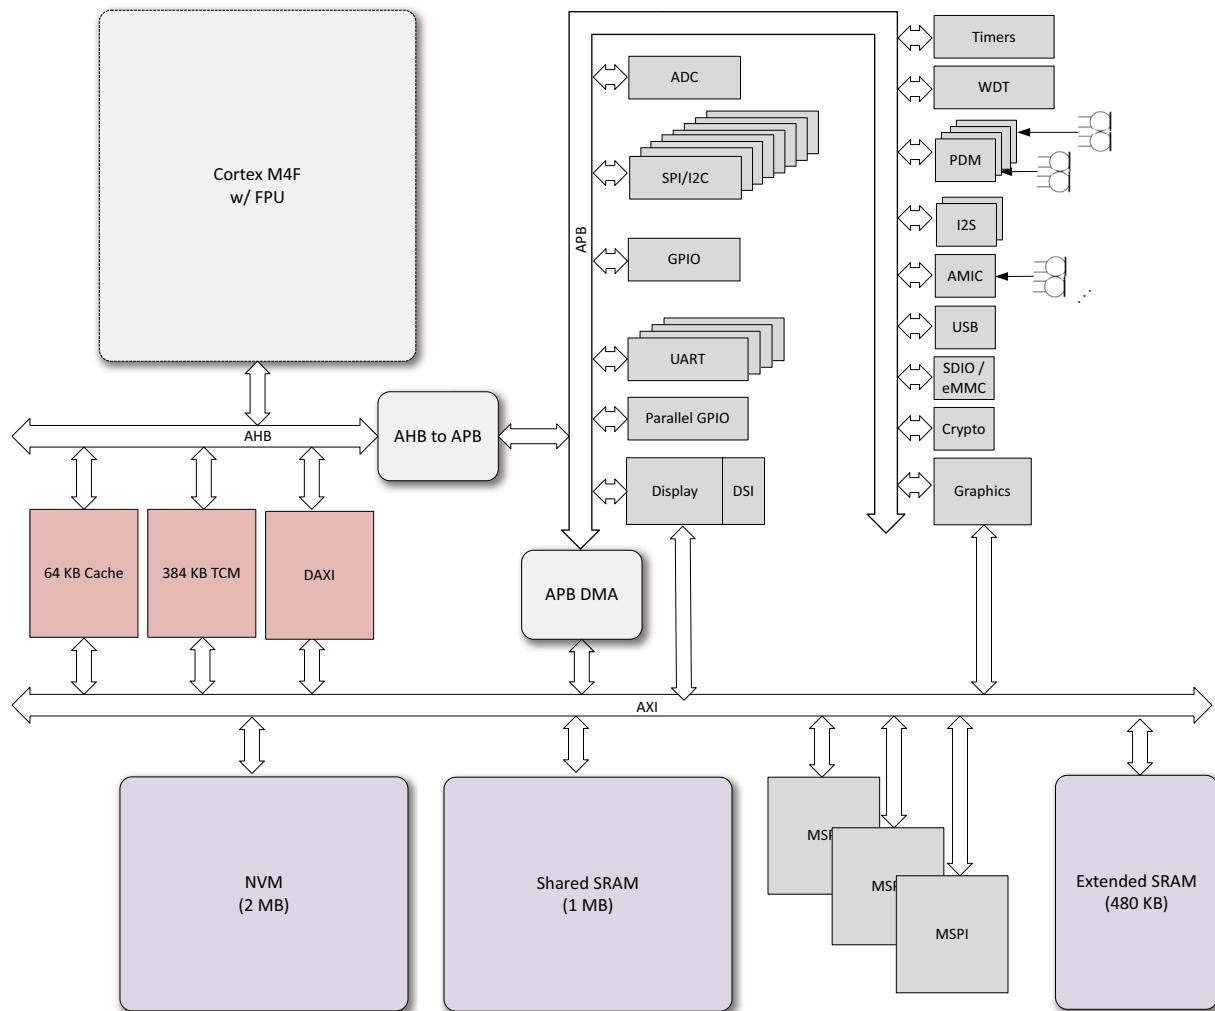 Cortex M4F
w/ FPU
AHB
AHB to APB
64 KB Cache
384 KB TCM
DAXI
APB
ADC
SPI/I2C
GPIO
UART
Parallel GPIO
Display
DSI
APB DMA
Timers
WDT
PDM
I2S
AMIC
...
USB
SDIO /
eMMC
Crypto
Graphics
AXI
NVM
(2 MB)
Shared SRAM
(1 MB)
MSP
MSP
MSPI
Extended SRAM
(480 KB)